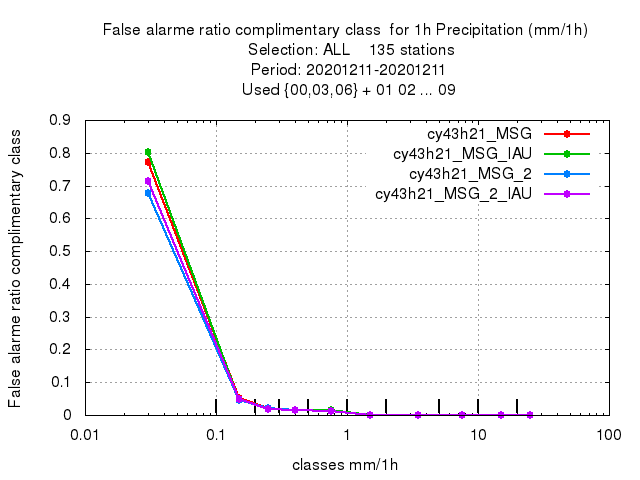 False alarme ratio complimentary class  for 1h Precipitation (mm/1h)
Selection: ALL    135 stations
Period: 20201211-20201211
Used {00,03,06} + 01 02 ... 09
False alarme ratio complimentary class
0.9
0.8
0.7
0.6
0.5
0.4
0.3
0.2
0.1
0
cy43h21_MSG
cy43h21_MSG_IAU
cy43h21_MSG_2
cy43h21_MSG_2_IAU
0.01 0.1 1 10 100
classes mm/1h